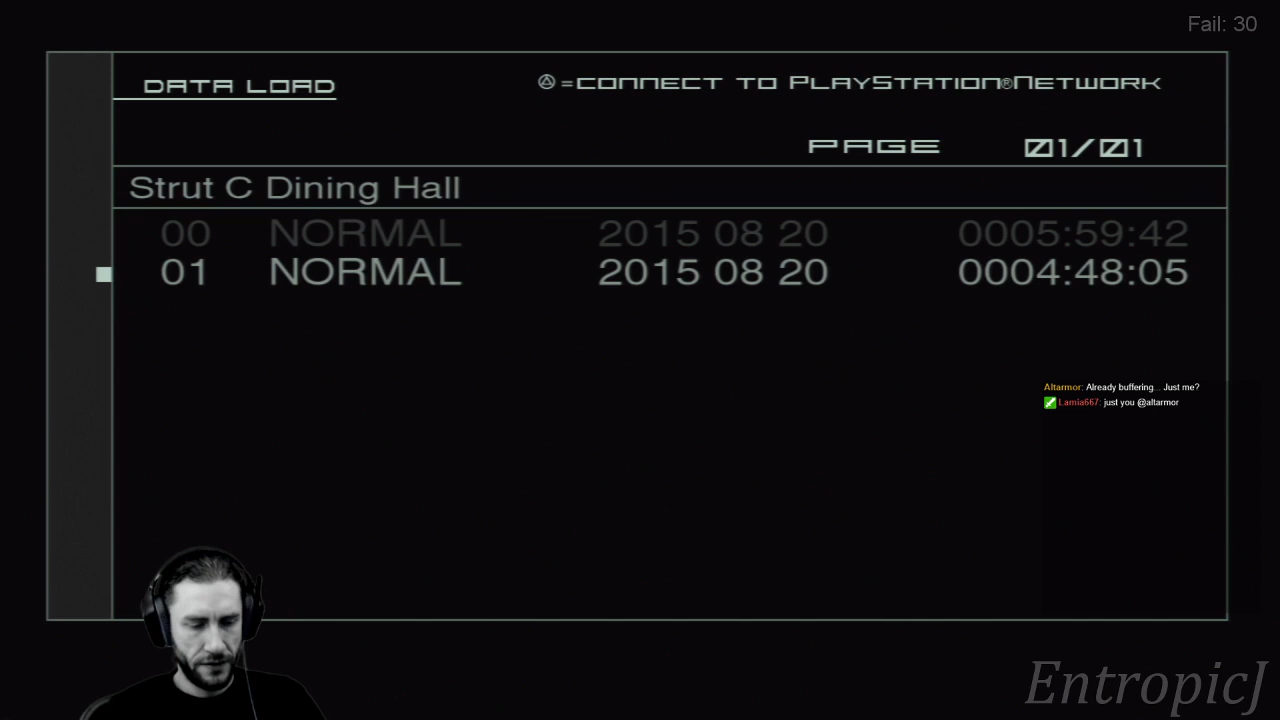 Fail: 30
DATA LOAD
Ⓐ=CONNECT TO PLAYSTATION®NETWORK
PAGE 01/01
Strut C Dining Hall
00 NORMAL 2015 08 20 0005:59:42
01 NORMAL 2015 08 20 0004:48:05
Altarmor: Already buffering... Just me?
Lamia667: just you @altarmor
EntropicJ